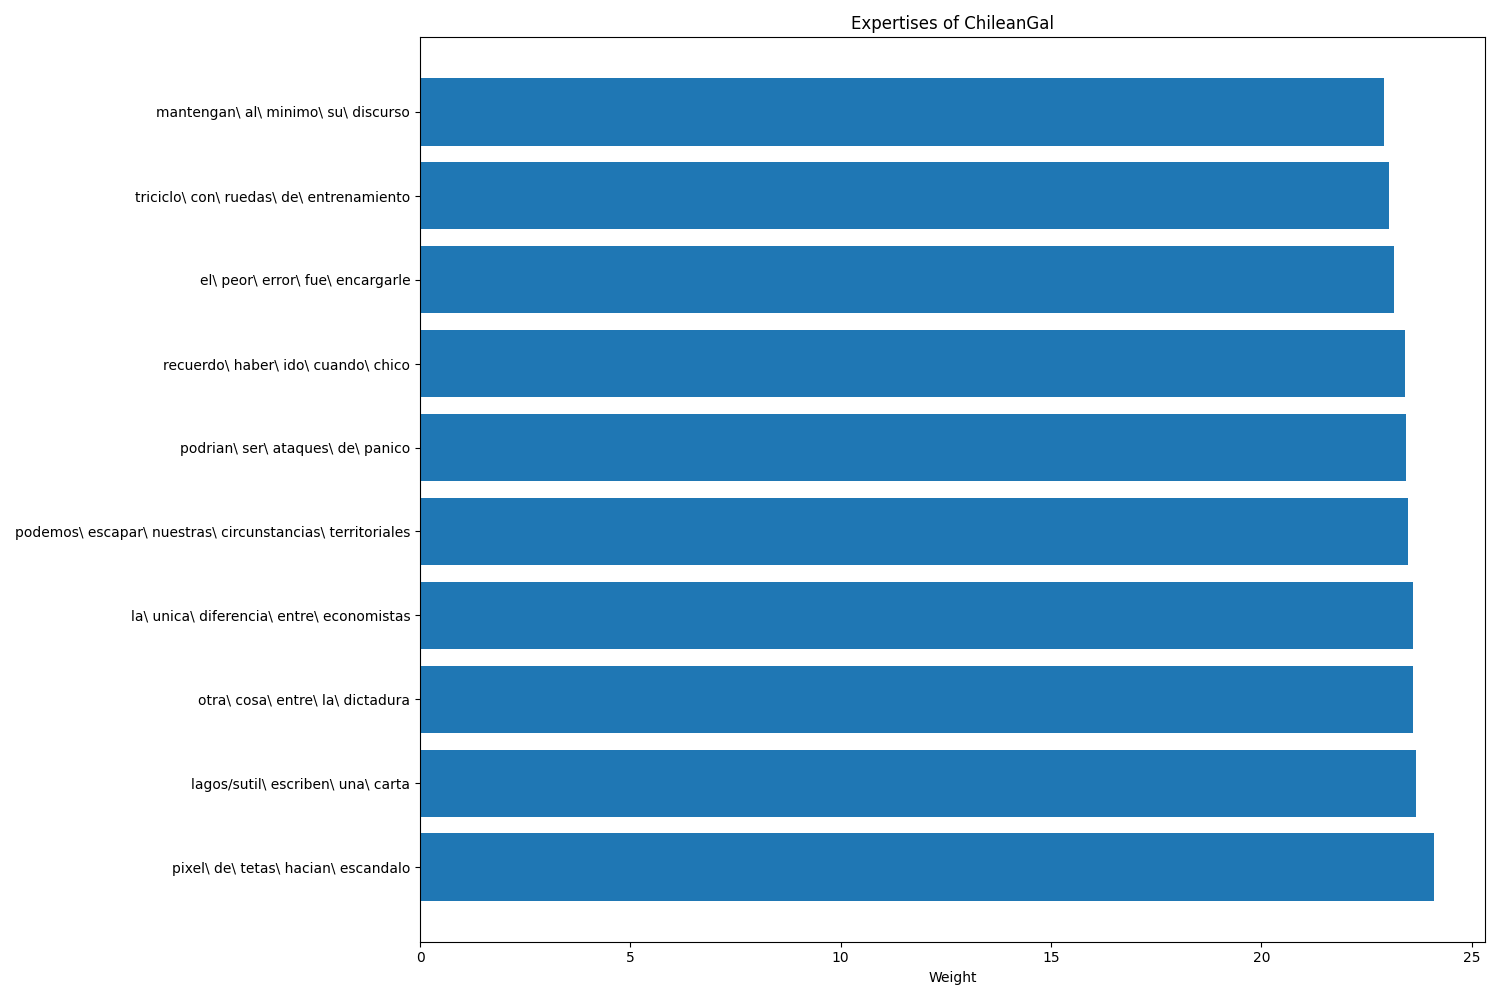 Expertises of ChileanGal
mantengan\ al\ minimo\ su\ discurso
triciclo\ con\ ruedas\ de\ entrenamiento
el\ peor\ error\ fue\ encargarle
recuerdo\ haber\ ido\ cuando\ chico
podrian\ ser\ ataques\ de\ panico
podemos\ escapar\ nuestras\ circunstancias\ territoriales
la\ unica\ diferencia\ entre\ economistas
otra\ cosa\ entre\ la\ dictadura
lagos/sutil\ escriben\ una\ carta
pixel\ de\ tetas\ hacian\ escandalo
0 5 10 15 20 25
Weight